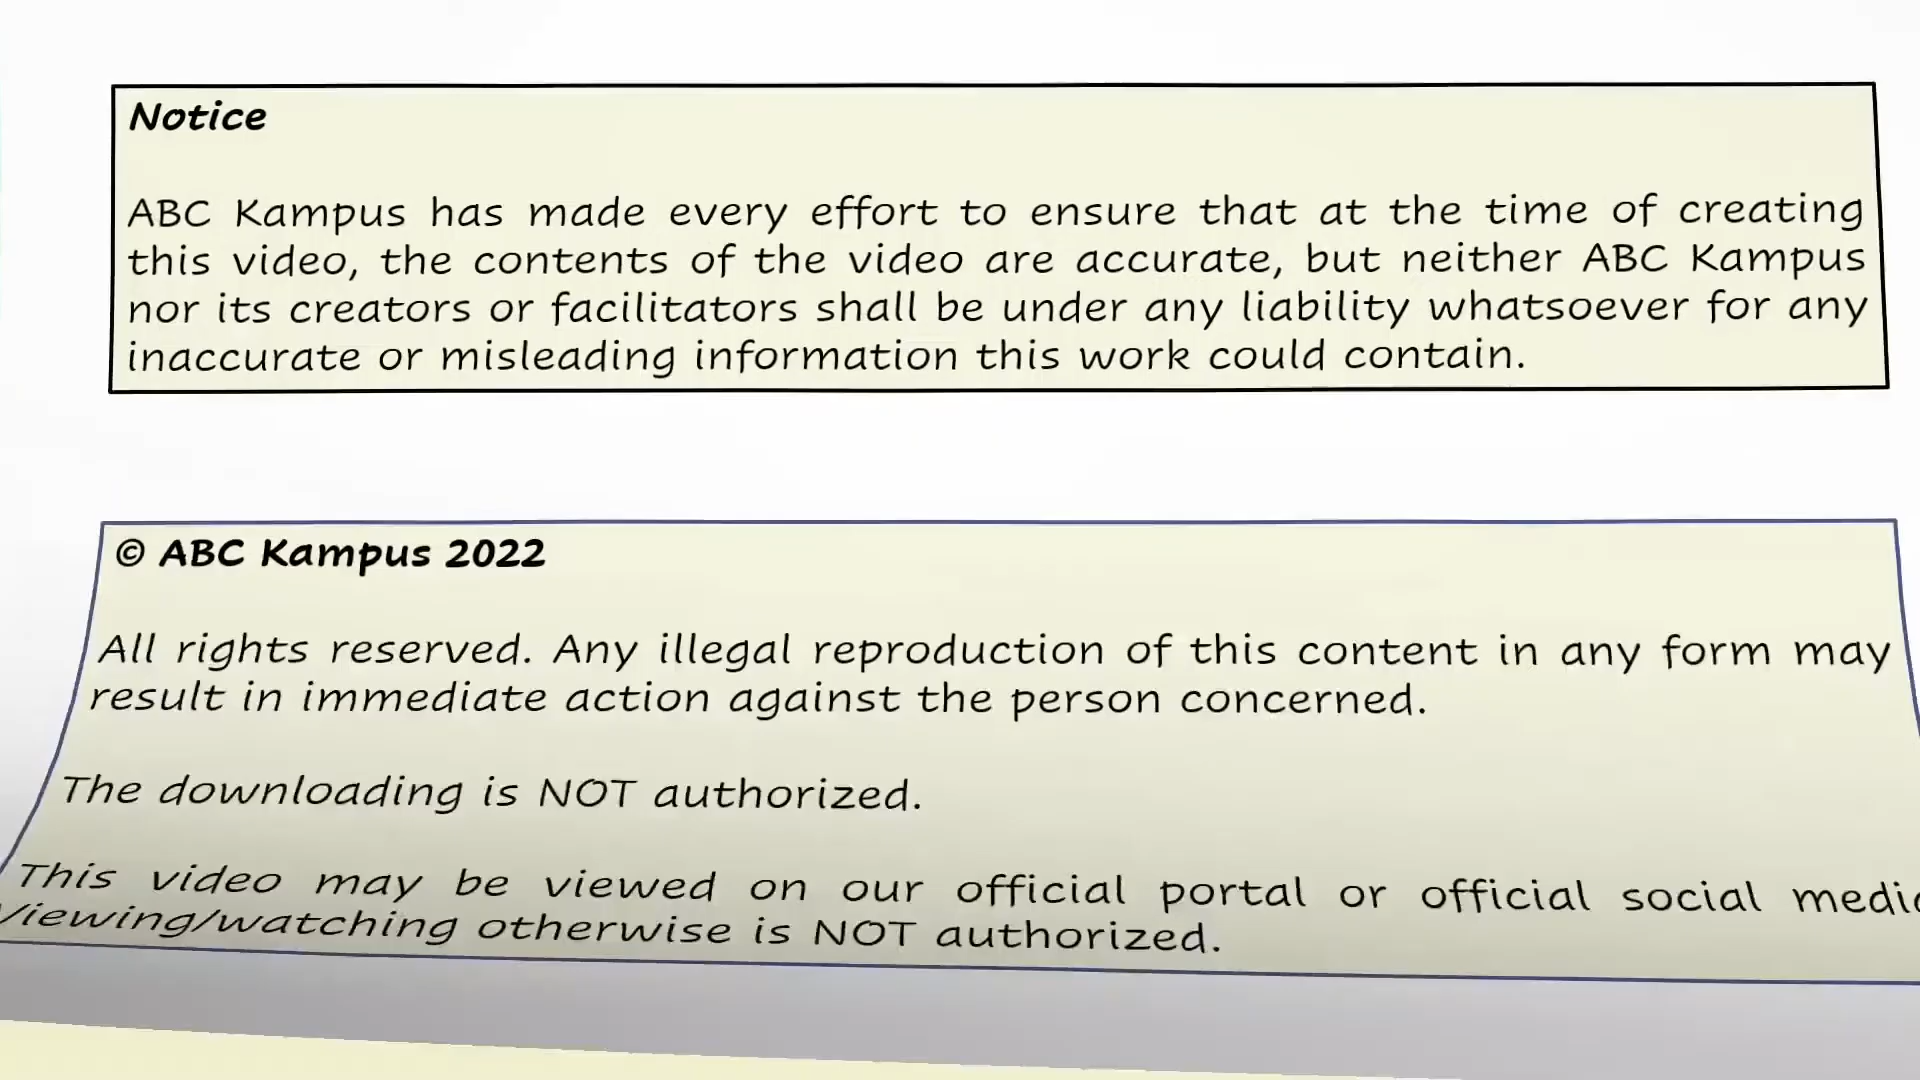 Notice
ABC Kampus has made every effort to ensure that at the time of creating
this video, the contents of the video are accurate, but neither ABC Kampus
nor its creators or facilitators shall be under any liability whatsoever for any
inaccurate or misleading information this work could contain.
© ABC Kampus 2022
All rights reserved. Any illegal reproduction of this content in any form may
result in immediate action against the person concerned.
The downloading is NOT authorized.
This video may be viewed on our official portal or official social media
Viewing/watching otherwise is NOT authorized.